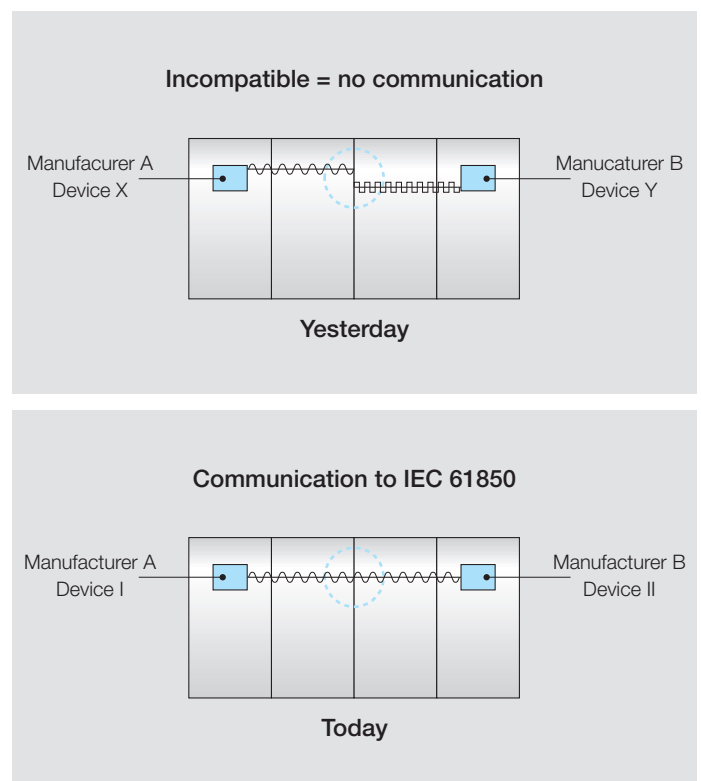 Incompatible = no communication
Manufacurer A
Device X
Manucaturer B
Device Y
Yesterday
Communication to IEC 61850
Manufacturer A
Device I
Manufacturer B
Device II
Today